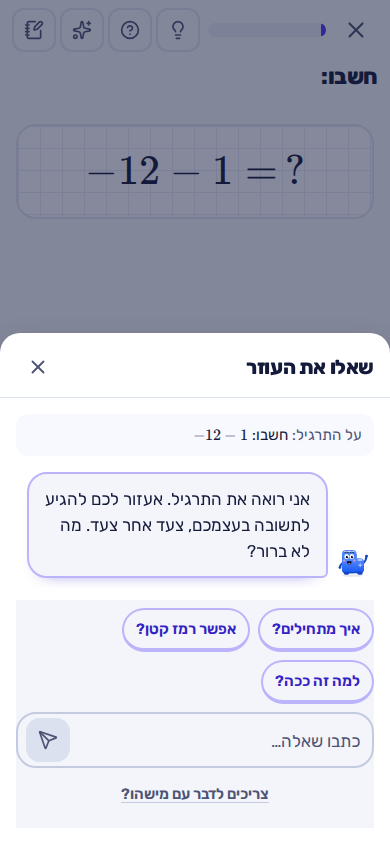 חשבו:
−12 − 1 = ?
שאלו את העוזר
על התרגיל: חשבו: −12 − 1
אני רואה את התרגיל. אעזור לכם להגיע
לתשובה בעצמכם, צעד אחר צעד. מה
לא ברור?
איך מתחילים?
אפשר רמז קטן?
למה זה ככה?
כתבו שאלה...
צריכים לדבר עם מישהו?